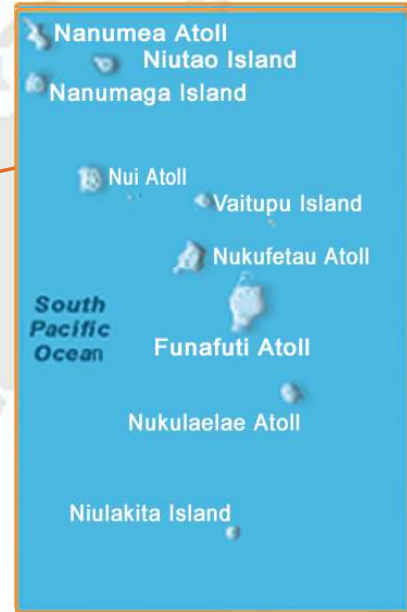 Nanumea Atoll
Niutao Island
Nanumaga Island
Nui Atoll
Vaitupu Island
Nukufetau Atoll
South
Pacific
Ocean
Funafuti Atoll
Nukulaelae Atoll
Niulakita Island